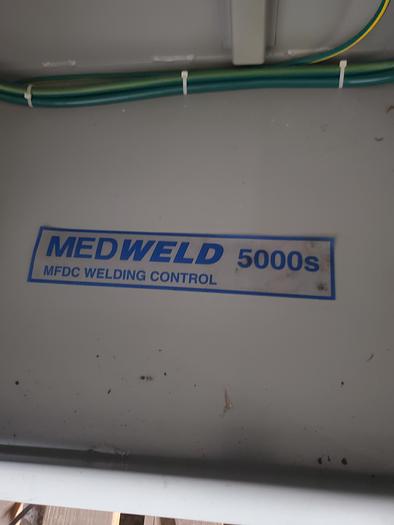 MEDWELD 5000s
MFDC WELDING CONTROL